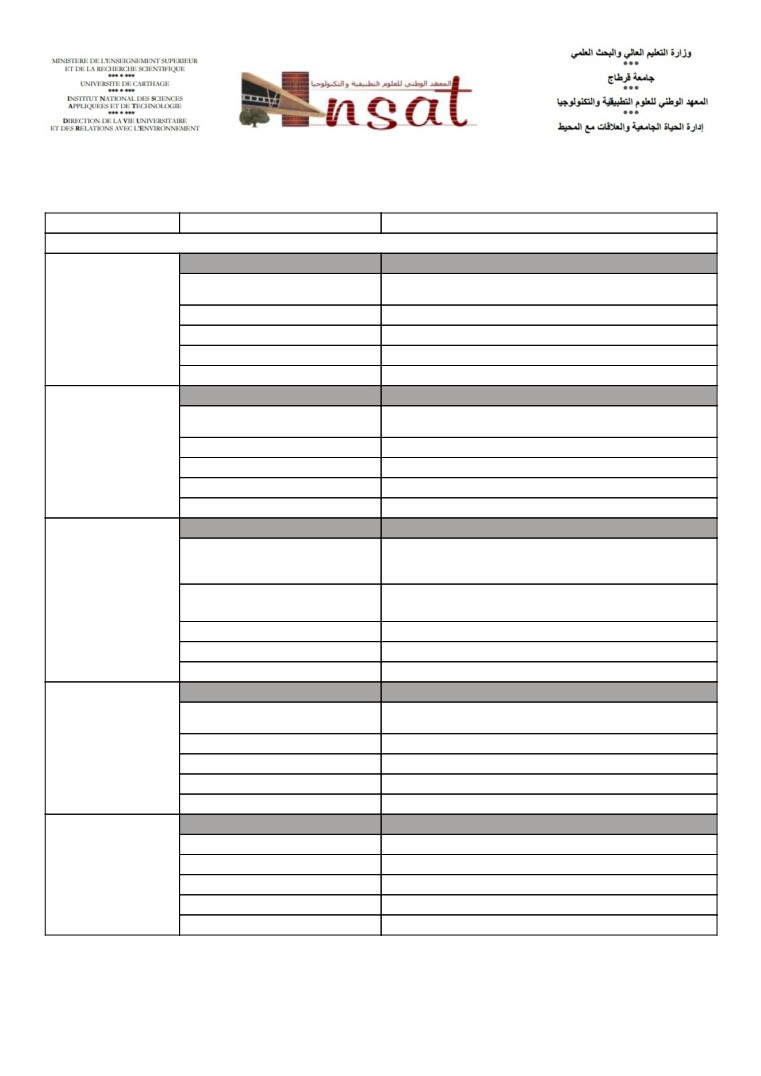 MINISTERE DE L'ENSEIGNEMENT SUPERIEUR
ET DE LA RECHERCHE SCIENTIFIQUE
*** * ***
UNIVERSITE DE CARTHAGE
*** * ***
INSTITUT NATIONAL DES SCIENCES
APPLIQUÉES ET DE TECHNOLOGIE
*** * ***
DIRECTION DE LA VIE UNIVERSITAIRE
ET DES RELATIONS AVEC L'ENVIRONNEMENT
المعهد الوطني للعلوم التطبيقية والتكنولوجيا
insat
وزارة التعليم العالي والبحث العلمي
***
جامعة قرطاج
***
المعهد الوطني للعلوم التطبيقية والتكنولوجيا
***
إدارة الحياة الجامعية والعلاقات مع المحيط